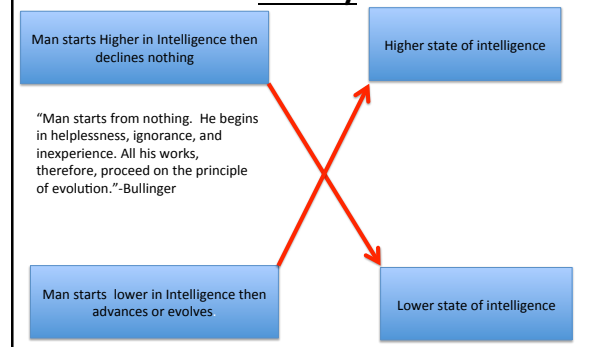 Man starts Higher in Intelligence then
declines nothing
Higher state of intelligence
“Man starts from nothing.  He begins
in helplessness, ignorance, and
inexperience. All his works,
therefore, proceed on the principle
of evolution.”-Bullinger
Man starts  lower in Intelligence then
advances or evolves.
Lower state of intelligence